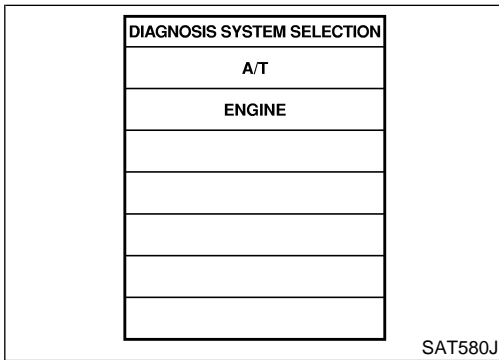 DIAGNOSIS SYSTEM SELECTION
A/T
ENGINE
SAT580J